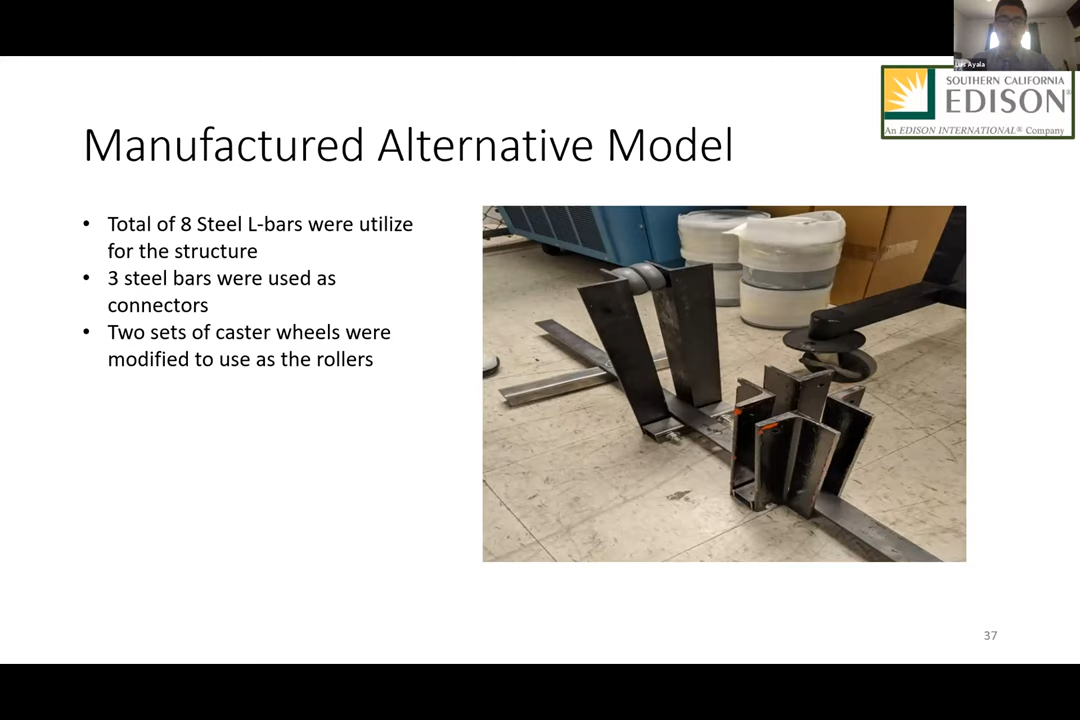 Luis Ayala
SOUTHERN CALIFORNIA
EDISON®
An EDISON INTERNATIONAL® Company
Manufactured Alternative Model
• Total of 8 Steel L-bars were utilize
for the structure
• 3 steel bars were used as
connectors
• Two sets of caster wheels were
modified to use as the rollers
37